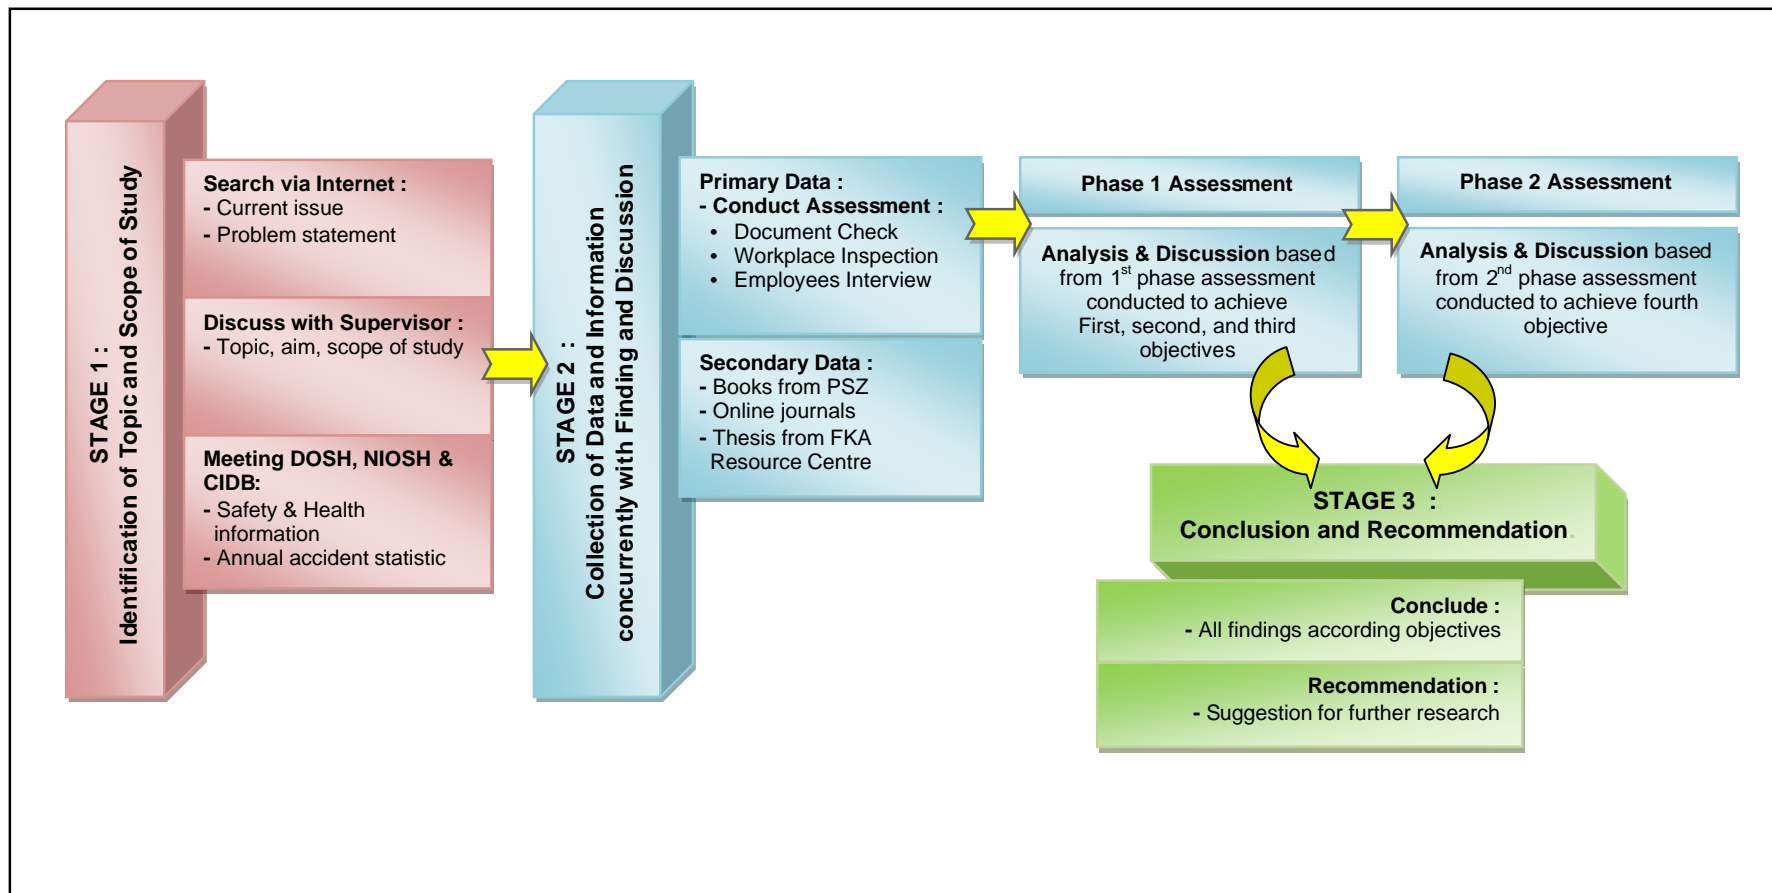 STAGE 1 :
Identification of Topic and Scope of Study
Search via Internet :
- Current issue
- Problem statement
Discuss with Supervisor :
- Topic, aim, scope of study
Meeting DOSH, NIOSH &
CIDB:
- Safety & Health
information
- Annual accident statistic
STAGE 2 :
Collection of Data and Information
concurrently with Finding and Discussion
Primary Data :
- Conduct Assessment :
• Document Check
• Workplace Inspection
• Employees Interview
Secondary Data :
- Books from PSZ
- Online journals
- Thesis from FKA
Resource Centre
Phase 1 Assessment
Analysis & Discussion based
from 1st phase assessment
conducted to achieve
First, second, and third
objectives
Phase 2 Assessment
Analysis & Discussion based
from 2nd phase assessment
conducted to achieve fourth
objective
STAGE 3 :
Conclusion and Recommendation.
Conclude :
- All findings according objectives
Recommendation :
- Suggestion for further research